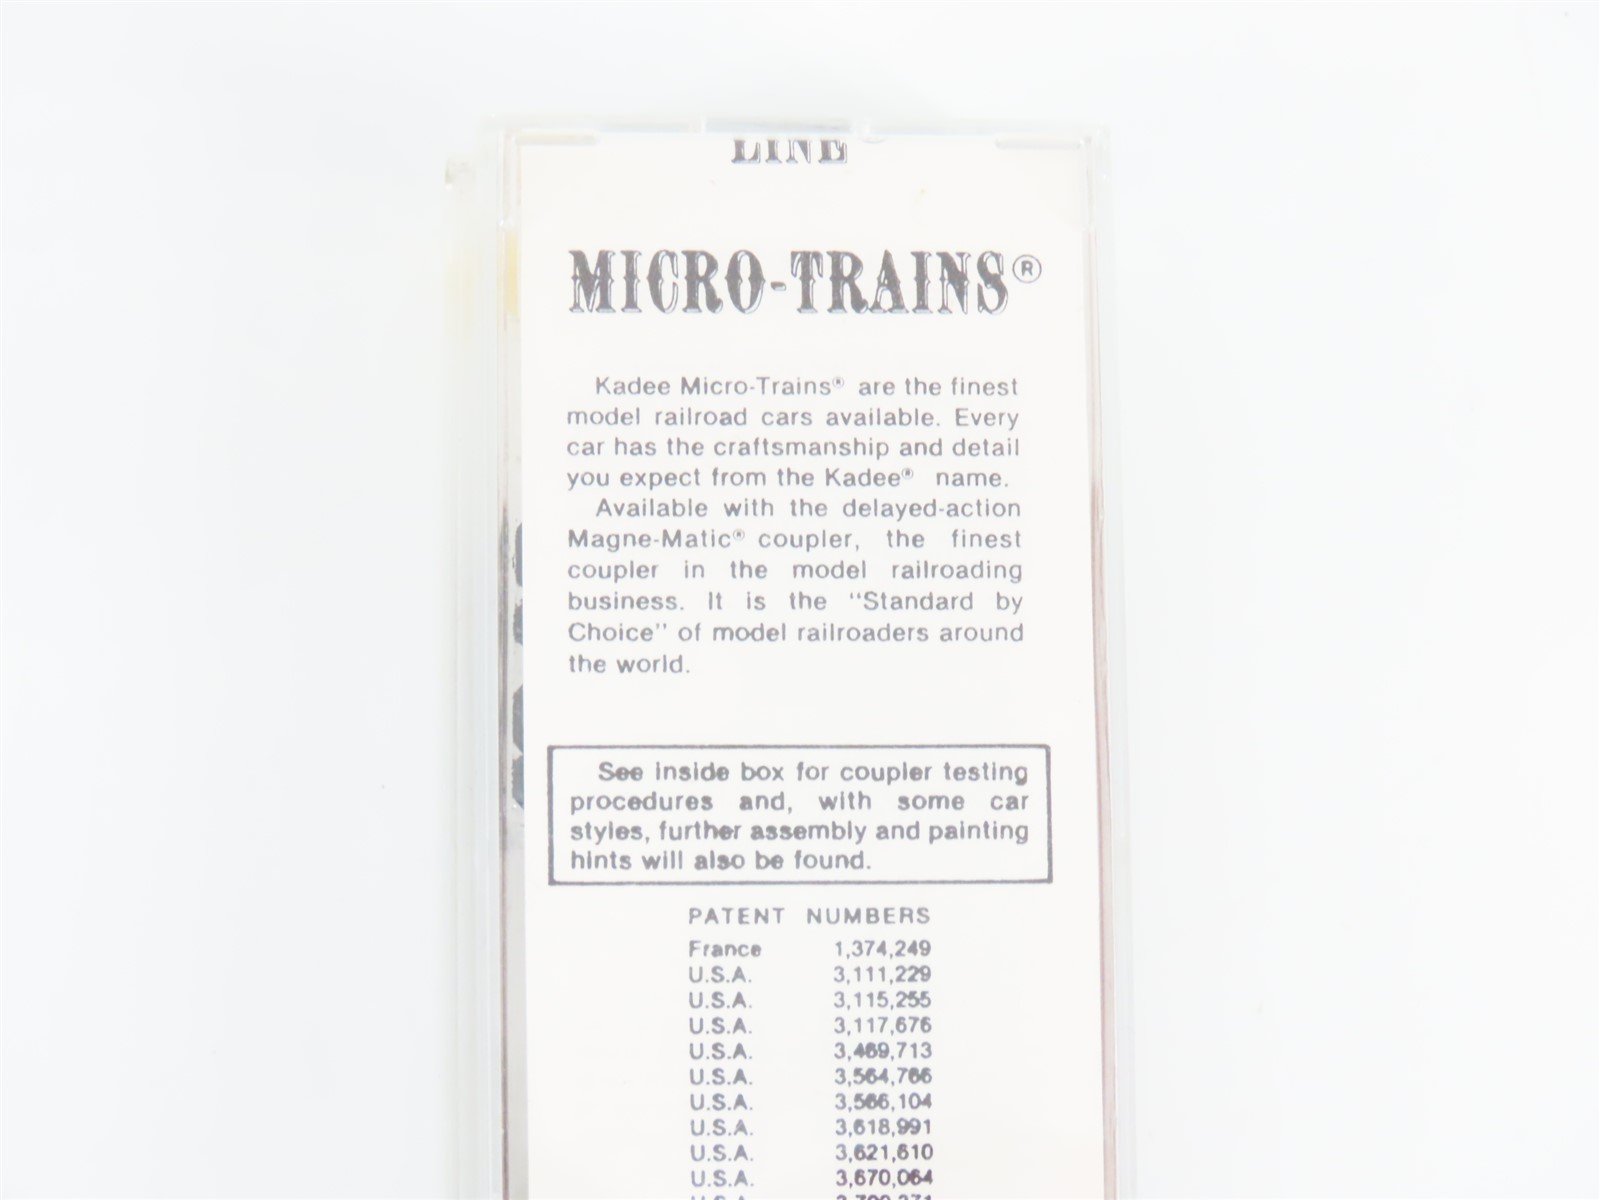 LINE
MICRO-TRAINS®
Kadee Micro-Trains® are the finest
model railroad cars available. Every
car has the craftsmanship and detail
you expect from the Kadee® name.
Available with the delayed-action
Magne-Matic® coupler, the finest
coupler in the model railroading
business. It is the "Standard by
Choice" of model railroaders around
the world.
See inside box for coupler testing
procedures and, with some car
styles, further assembly and painting
hints will also be found.
PATENT NUMBERS
France 1,374,249
U.S.A. 3,111,229
U.S.A. 3,115,255
U.S.A. 3,117,676
U.S.A. 3,469,713
U.S.A. 3,564,766
U.S.A. 3,566,104
U.S.A. 3,618,991
U.S.A. 3,621,610
U.S.A. 3,670,064
U.S.A.